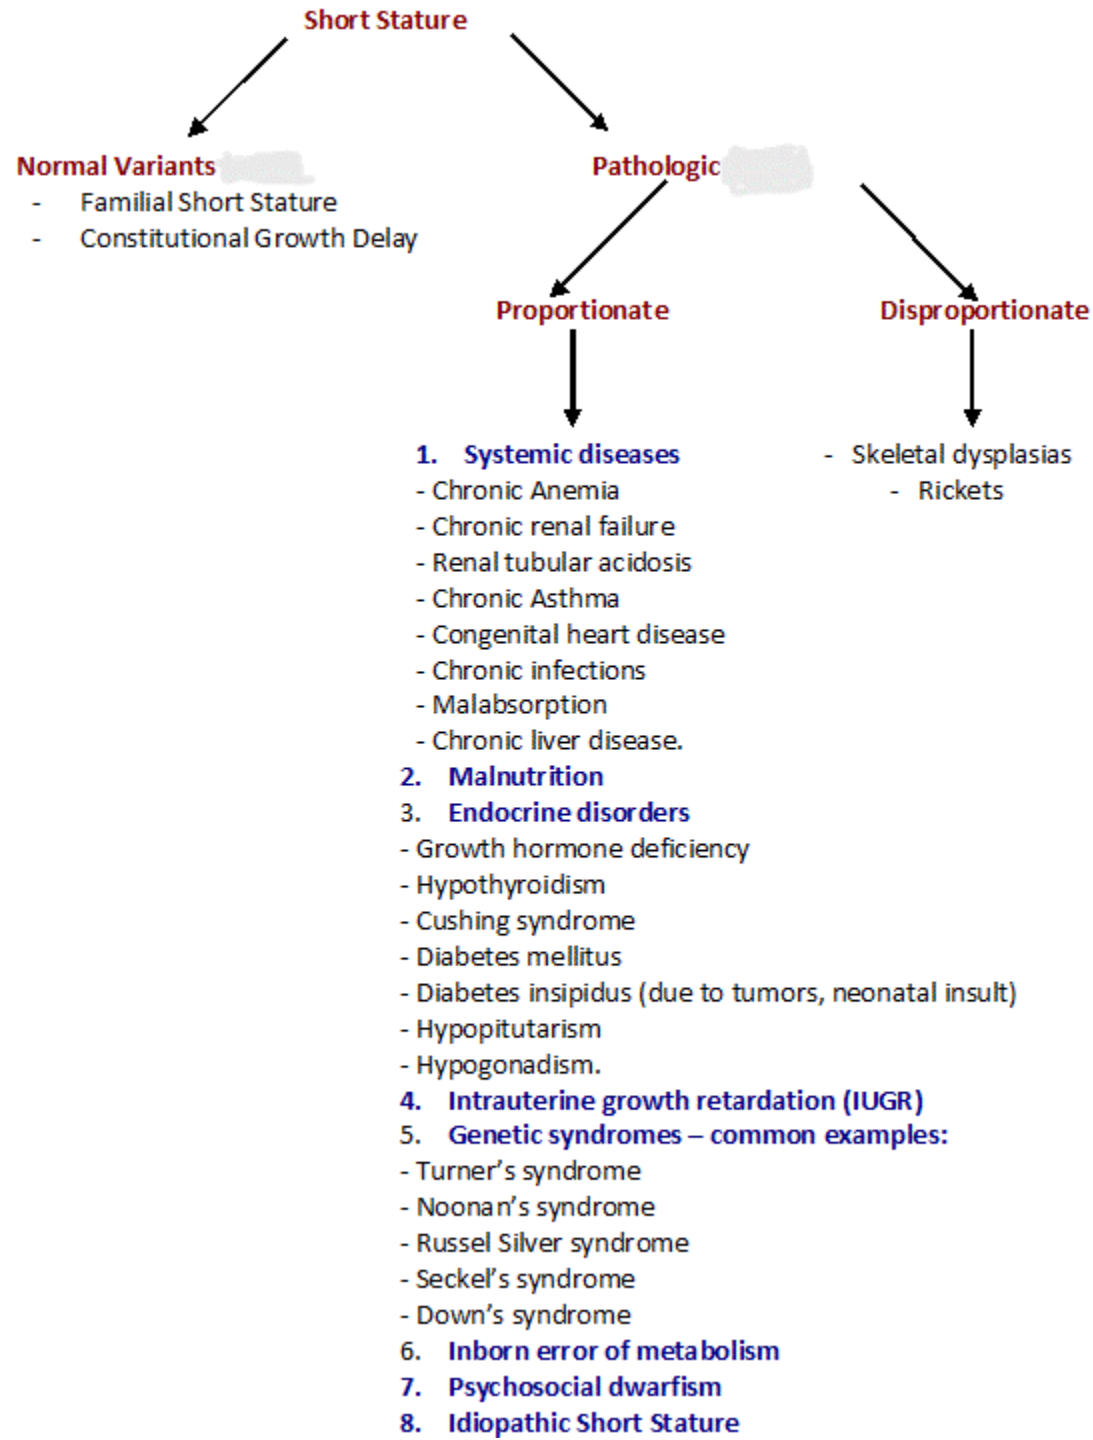 Short Stature
Normal Variants
- Familial Short Stature
- Constitutional Growth Delay
Pathologic
Proportionate
1. Systemic diseases
- Chronic Anemia
- Chronic renal failure
- Renal tubular acidosis
- Chronic Asthma
- Congenital heart disease
- Chronic infections
- Malabsorption
- Chronic liver disease.
2. Malnutrition
3. Endocrine disorders
- Growth hormone deficiency
- Hypothyroidism
- Cushing syndrome
- Diabetes mellitus
- Diabetes insipidus (due to tumors, neonatal insult)
- Hypopitutarism
- Hypogonadism.
4. Intrauterine growth retardation (IUGR)
5. Genetic syndromes – common examples:
- Turner’s syndrome
- Noonan’s syndrome
- Russel Silver syndrome
- Seckel’s syndrome
- Down’s syndrome
6. Inborn error of metabolism
7. Psychosocial dwarfism
8. Idiopathic Short Stature
Disproportionate
- Skeletal dysplasias
- Rickets